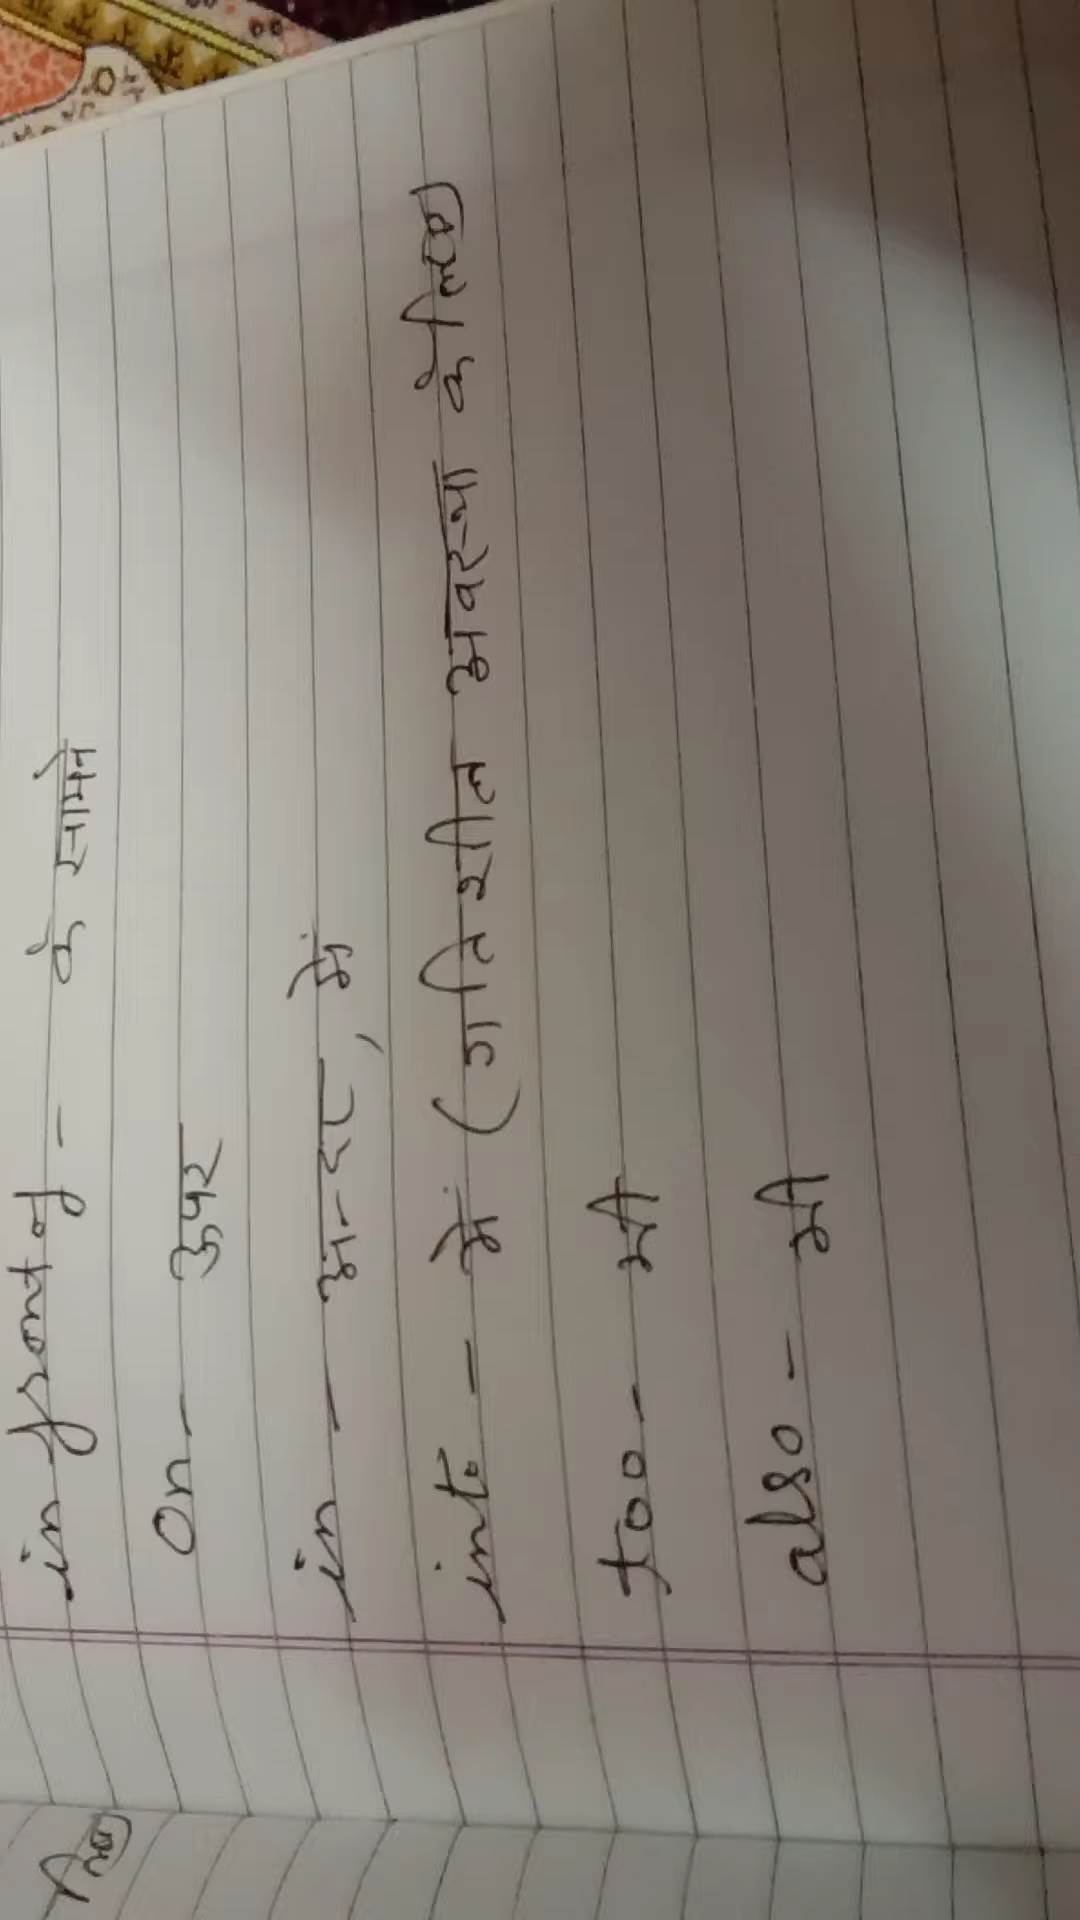 in front of - के सामने
On - ऊपर
in - अन्दर, में
into - में (गतिशील अवस्था के लिए)
too - भी
also - भी
लिए)